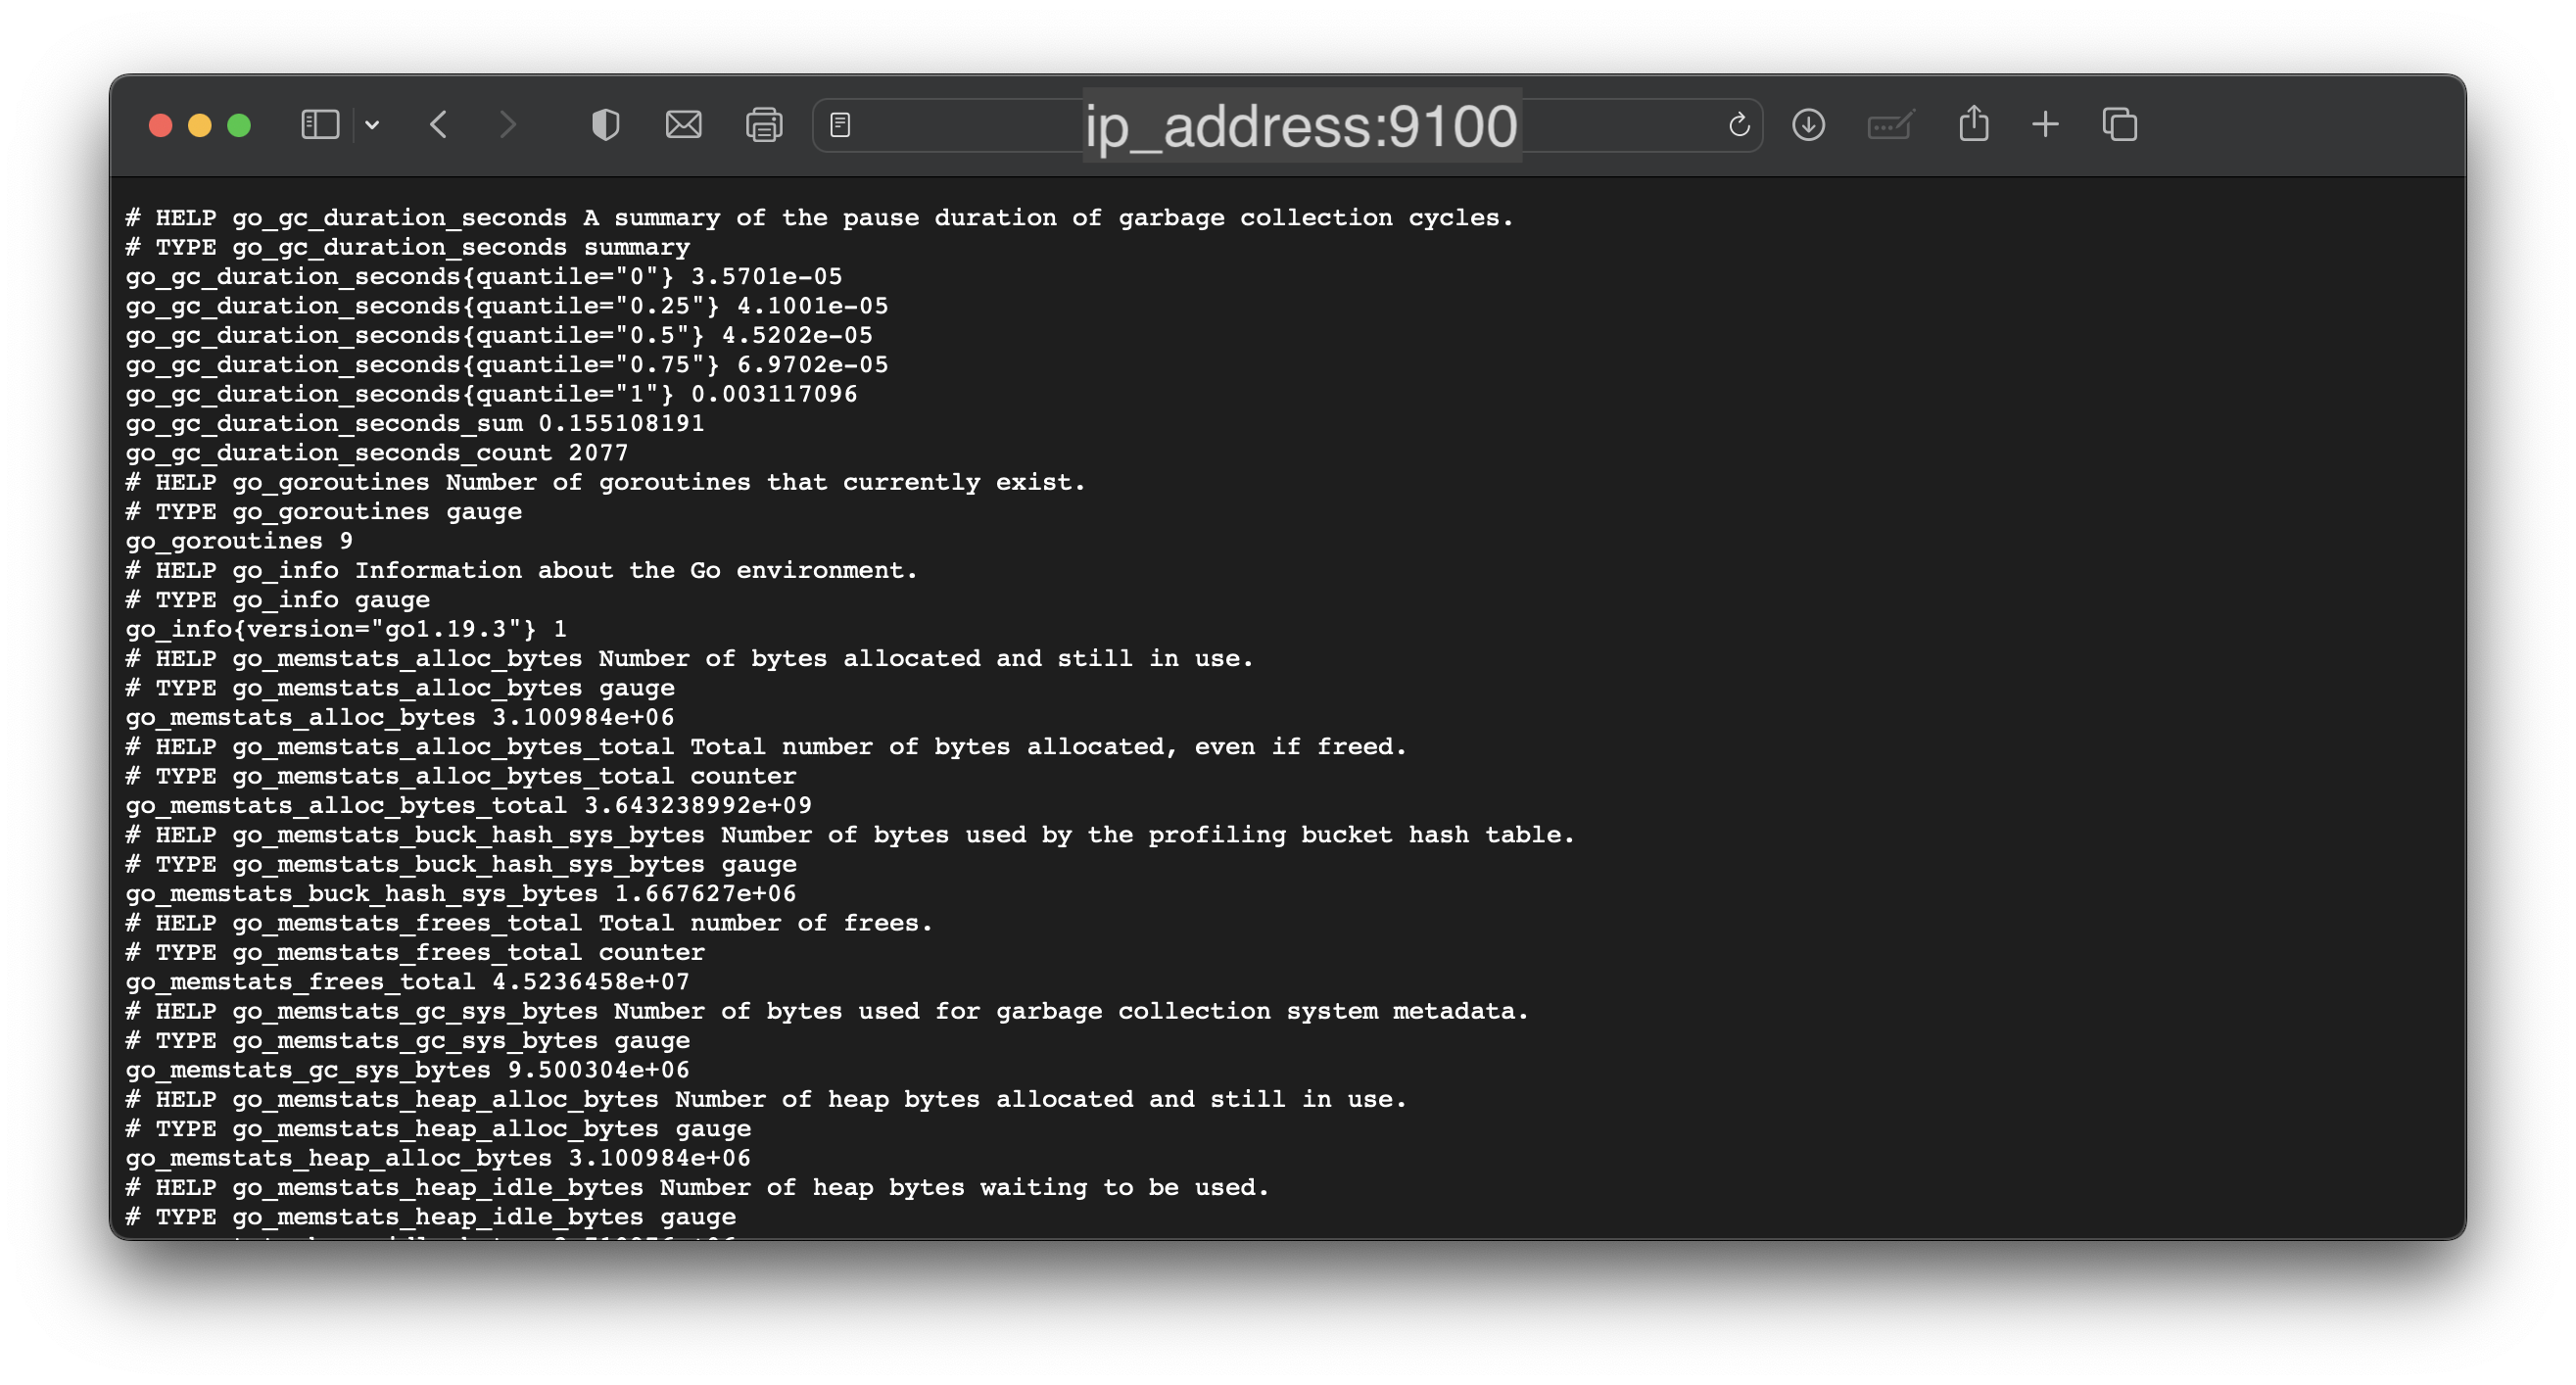 ip_address:9100
# HELP go_gc_duration_seconds A summary of the pause duration of garbage collection cycles.
# TYPE go_gc_duration_seconds summary
go_gc_duration_seconds{quantile="0"} 3.5701e-05
go_gc_duration_seconds{quantile="0.25"} 4.1001e-05
go_gc_duration_seconds{quantile="0.5"} 4.5202e-05
go_gc_duration_seconds{quantile="0.75"} 6.9702e-05
go_gc_duration_seconds{quantile="1"} 0.003117096
go_gc_duration_seconds_sum 0.155108191
go_gc_duration_seconds_count 2077
# HELP go_goroutines Number of goroutines that currently exist.
# TYPE go_goroutines gauge
go_goroutines 9
# HELP go_info Information about the Go environment.
# TYPE go_info gauge
go_info{version="go1.19.3"} 1
# HELP go_memstats_alloc_bytes Number of bytes allocated and still in use.
# TYPE go_memstats_alloc_bytes gauge
go_memstats_alloc_bytes 3.100984e+06
# HELP go_memstats_alloc_bytes_total Total number of bytes allocated, even if freed.
# TYPE go_memstats_alloc_bytes_total counter
go_memstats_alloc_bytes_total 3.643238992e+09
# HELP go_memstats_buck_hash_sys_bytes Number of bytes used by the profiling bucket hash table.
# TYPE go_memstats_buck_hash_sys_bytes gauge
go_memstats_buck_hash_sys_bytes 1.667627e+06
# HELP go_memstats_frees_total Total number of frees.
# TYPE go_memstats_frees_total counter
go_memstats_frees_total 4.5236458e+07
# HELP go_memstats_gc_sys_bytes Number of bytes used for garbage collection system metadata.
# TYPE go_memstats_gc_sys_bytes gauge
go_memstats_gc_sys_bytes 9.500304e+06
# HELP go_memstats_heap_alloc_bytes Number of heap bytes allocated and still in use.
# TYPE go_memstats_heap_alloc_bytes gauge
go_memstats_heap_alloc_bytes 3.100984e+06
# HELP go_memstats_heap_idle_bytes Number of heap bytes waiting to be used.
# TYPE go_memstats_heap_idle_bytes gauge